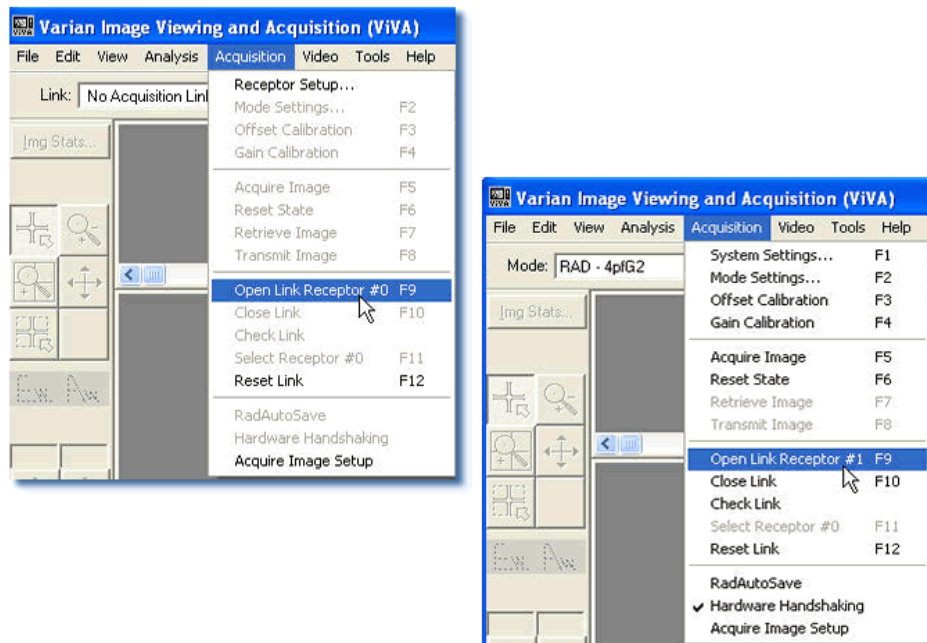 Varian Image Viewing and Acquisition (ViVA)
File Edit View Analysis Acquisition Video Tools Help
Link: No Acquisition Linl
Img Stats...
Receptor Setup...
Mode Settings... F2
Offset Calibration F3
Gain Calibration F4
Acquire Image F5
Reset State F6
Retrieve Image F7
Transmit Image F8
Open Link Receptor #0 F9
Close Link F10
Check Link
Select Receptor #0 F11
Reset Link F12
RadAutoSave
Hardware Handshaking
Acquire Image Setup
Varian Image Viewing and Acquisition (ViVA)
File Edit View Analysis Acquisition Video Tools Help
Mode: RAD - 4pfG2
Img Stats...
System Settings... F1
Mode Settings... F2
Offset Calibration F3
Gain Calibration F4
Acquire Image F5
Reset State F6
Retrieve Image F7
Transmit Image F8
Open Link Receptor #1 F9
Close Link F10
Check Link
Select Receptor #0 F11
Reset Link F12
RadAutoSave
✓ Hardware Handshaking
Acquire Image Setup